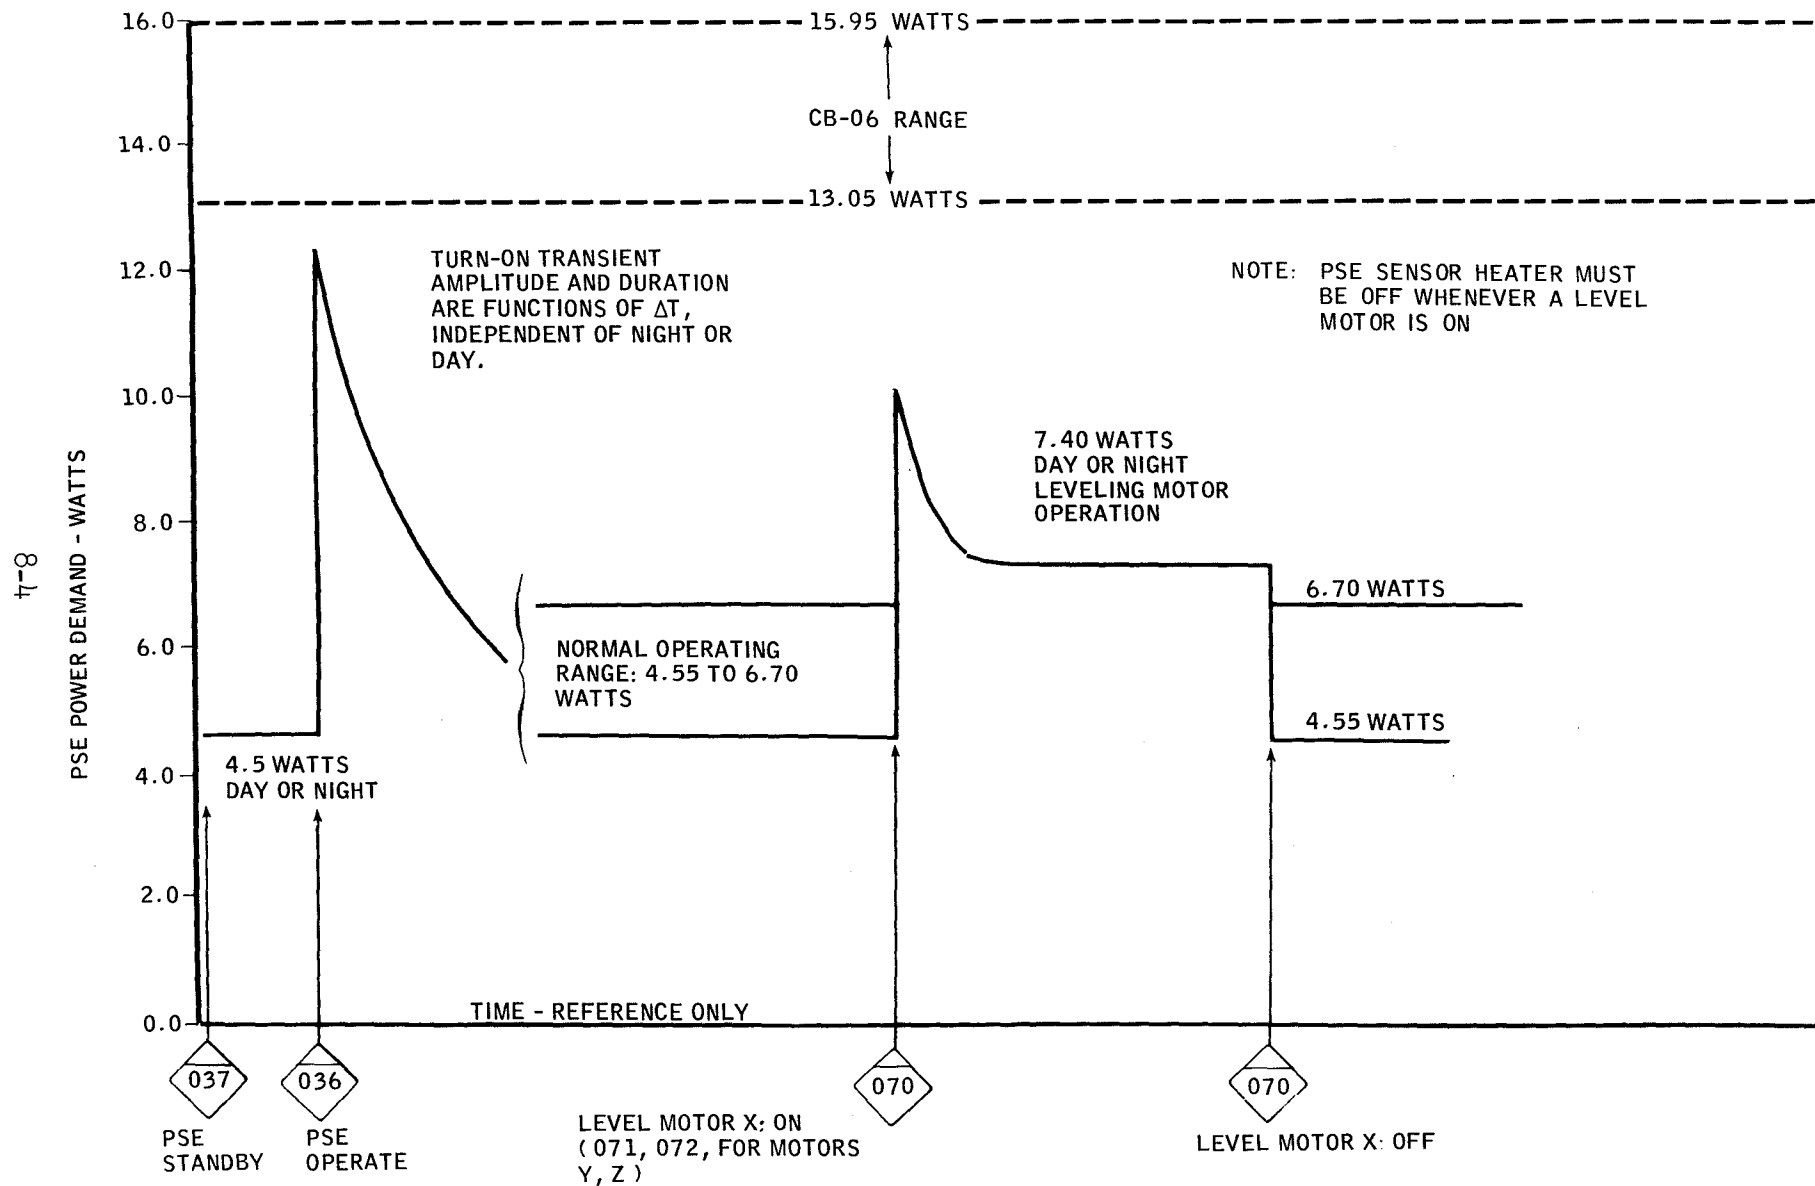 16.0
15.95 WATTS
CB-06 RANGE
14.0
13.05 WATTS
12.0
TURN-ON TRANSIENT
AMPLITUDE AND DURATION
ARE FUNCTIONS OF ΔT,
INDEPENDENT OF NIGHT OR
DAY.
NOTE: PSE SENSOR HEATER MUST
BE OFF WHENEVER A LEVEL
MOTOR IS ON
10.0
7.40 WATTS
DAY OR NIGHT
LEVELING MOTOR
OPERATION
8.0
PSE POWER DEMAND - WATTS
8-4
6.70 WATTS
6.0
NORMAL OPERATING
RANGE: 4.55 TO 6.70
WATTS
4.55 WATTS
4.5 WATTS
DAY OR NIGHT
4.0
2.0
TIME - REFERENCE ONLY
0.0
037
036
070
070
PSE
STANDBY
PSE
OPERATE
LEVEL MOTOR X: ON
(071, 072, FOR MOTORS
Y, Z)
LEVEL MOTOR X: OFF